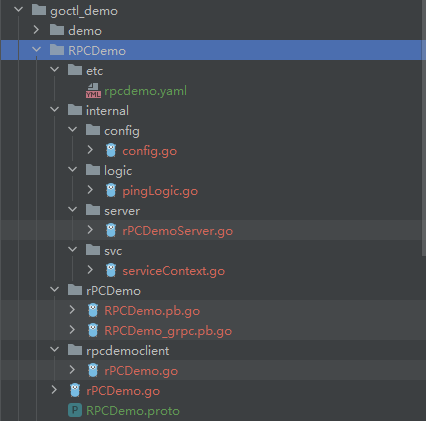 goctl_demo
demo
RPCDemo
etc
YML rpcdemo.yaml
internal
config
config.go
logic
pingLogic.go
server
rPCDemoServer.go
svc
serviceContext.go
rPCDemo
RPCDemo.pb.go
RPCDemo_grpc.pb.go
rpcdemoclient
rPCDemo.go
rPCDemo.go
P RPCDemo.proto